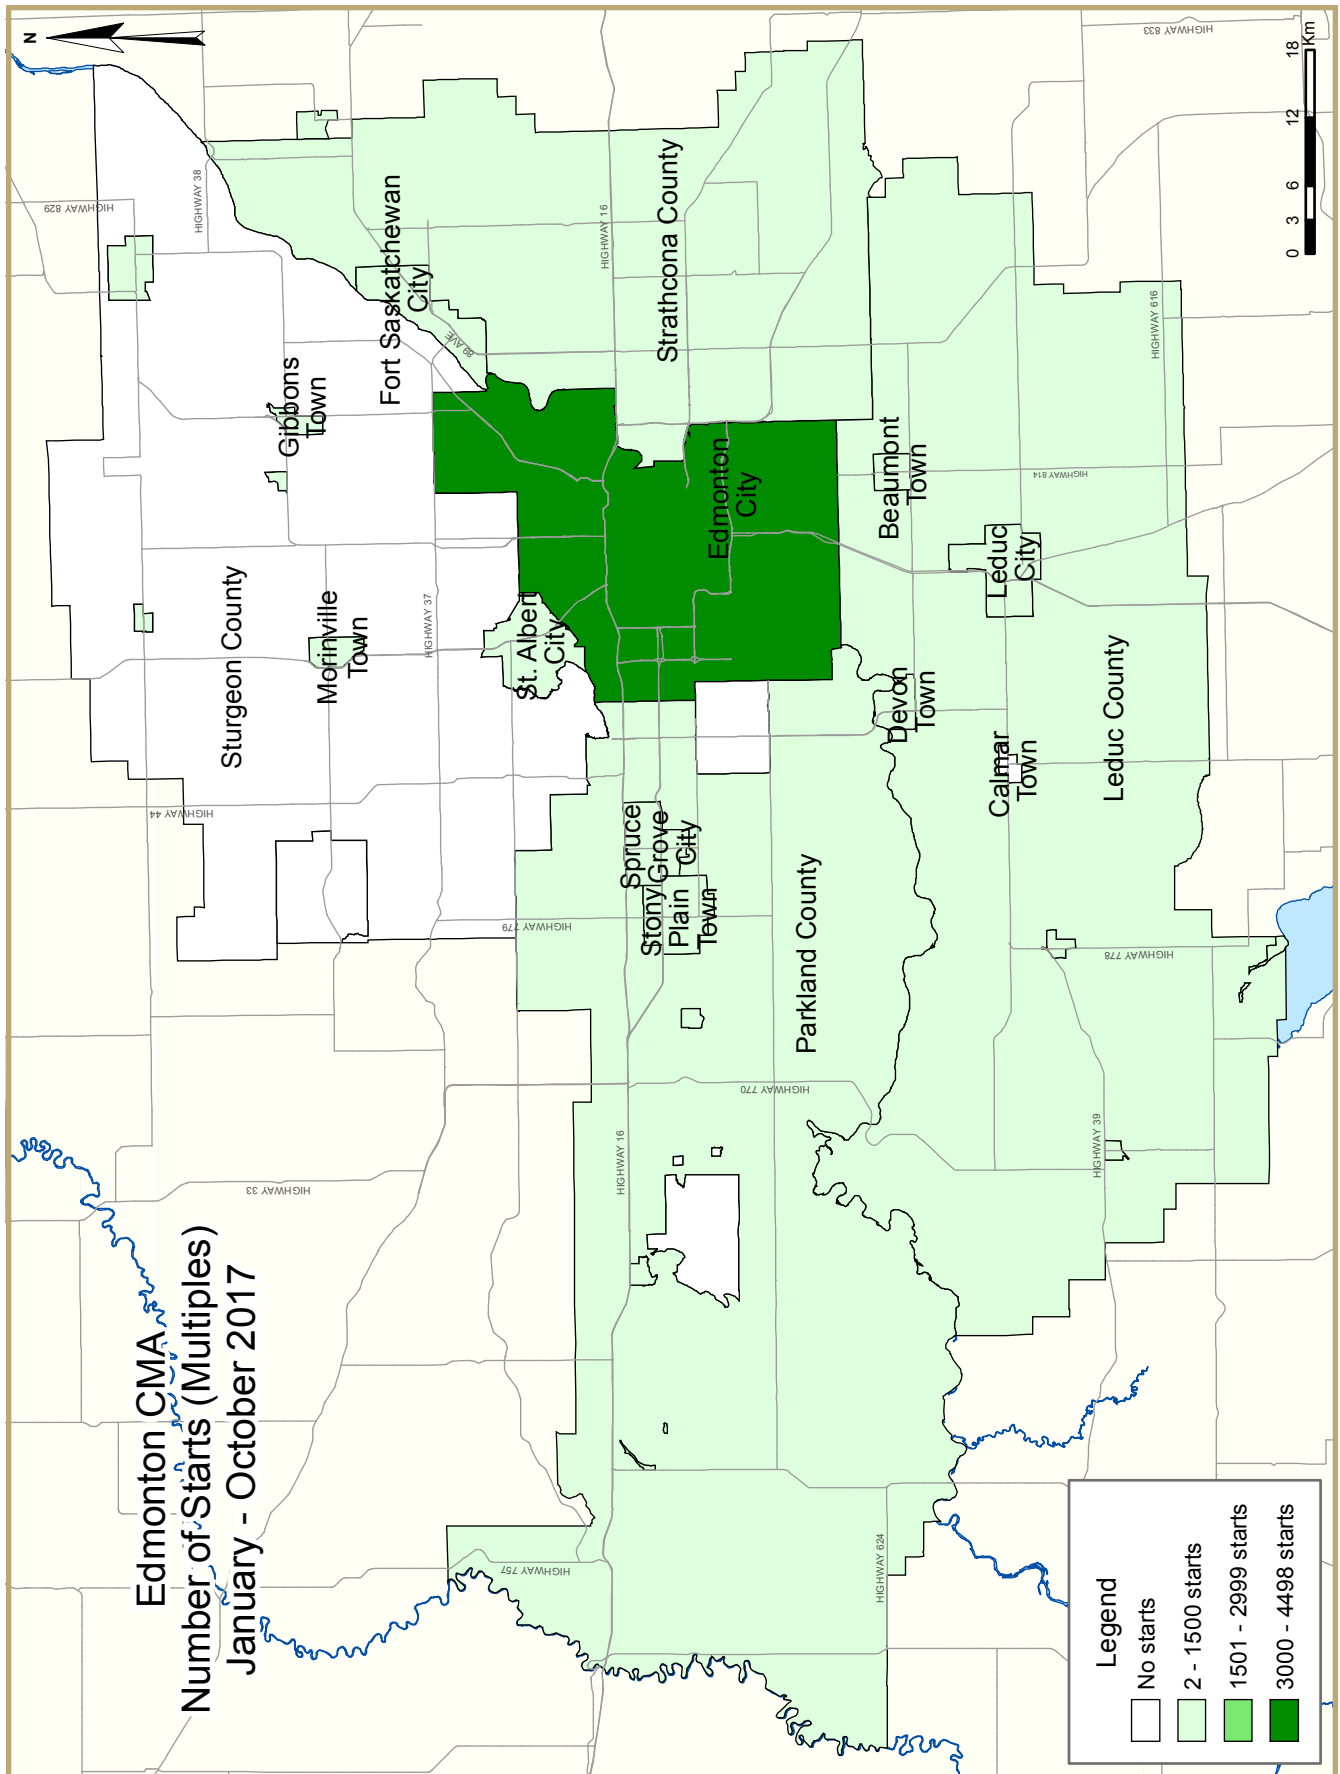 Edmonton CMA
Number of Starts (Multiples)
January - October 2017
N
HIGHWAY 829
HIGHWAY 38
HIGHWAY 833
Fort Saskatchewan
City
89 AVE
HIGHWAY 16
Strathcona County
Gibbons
Town
Sturgeon County
Morinville
Town
HIGHWAY 37
HIGHWAY 44
St. Albert
City
Edmonton
City
Beaumont
Town
HIGHWAY 814
HIGHWAY 616
Leduc
City
Devon
Town
Calmar
Town
Leduc County
Spruce
Grove
City
Stony
Plain
Town
HIGHWAY 779
Parkland County
HIGHWAY 778
HIGHWAY 770
HIGHWAY 16
HIGHWAY 39
HIGHWAY 33
HIGHWAY 757
HIGHWAY 624
0 3 6 12 18
Km
Legend
No starts
2 - 1500 starts
1501 - 2999 starts
3000 - 4498 starts